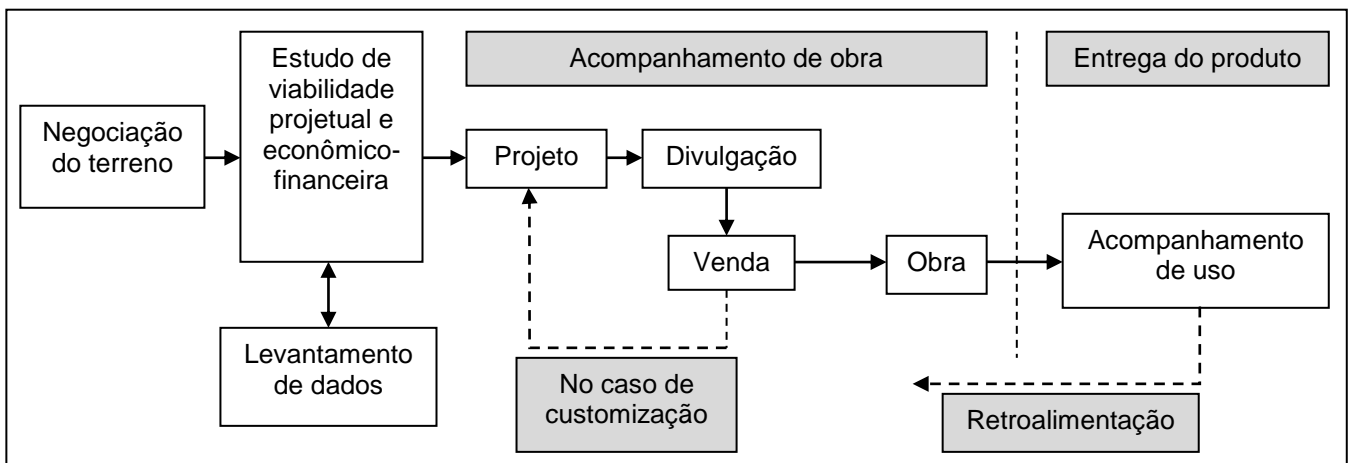 Negociação
do terreno
Estudo de
viabilidade
projetual e
econômico-
financeira
Levantamento
de dados
Acompanhamento de obra
Projeto
Divulgação
Venda
Obra
No caso de
customização
Entrega do produto
Acompanhamento
de uso
Retroalimentação